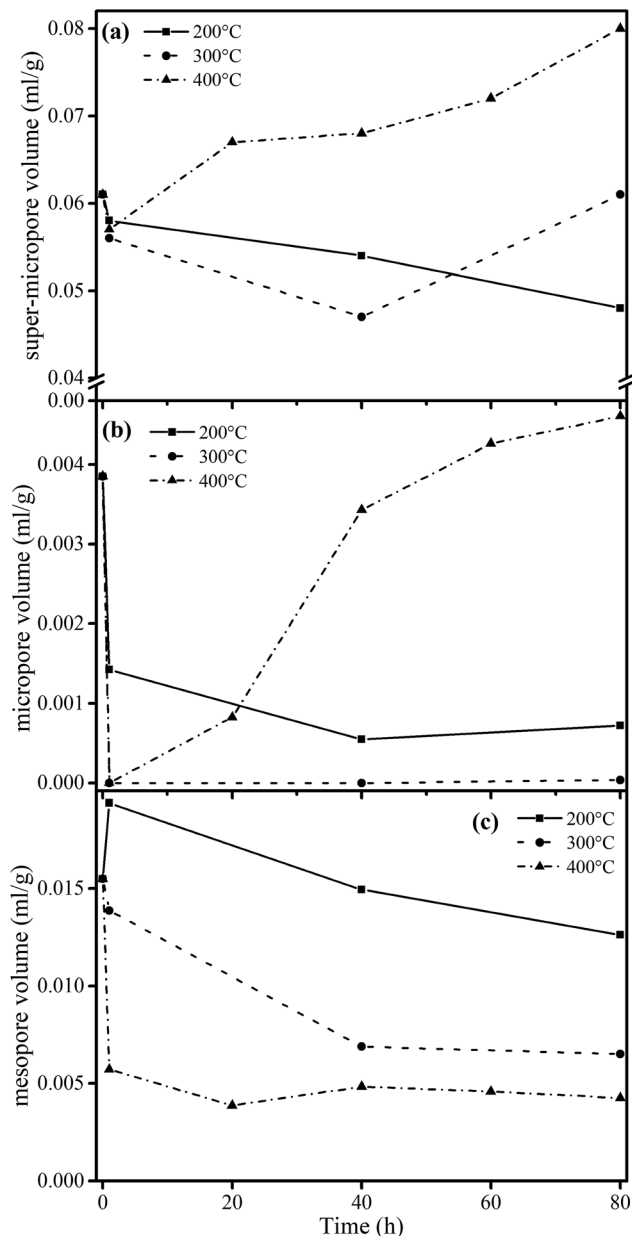 (a)
200°C
300°C
400°C
0.08
0.07
0.06
0.05
0.04
super-micropore volume (ml/g)
0.00
(b)
200°C
300°C
400°C
0.004
0.003
0.002
0.001
0.000
micropore volume (ml/g)
(c)
200°C
300°C
400°C
0.015
0.010
0.005
0.000
mesopore volume (ml/g)
0 20 40 60 80
Time (h)